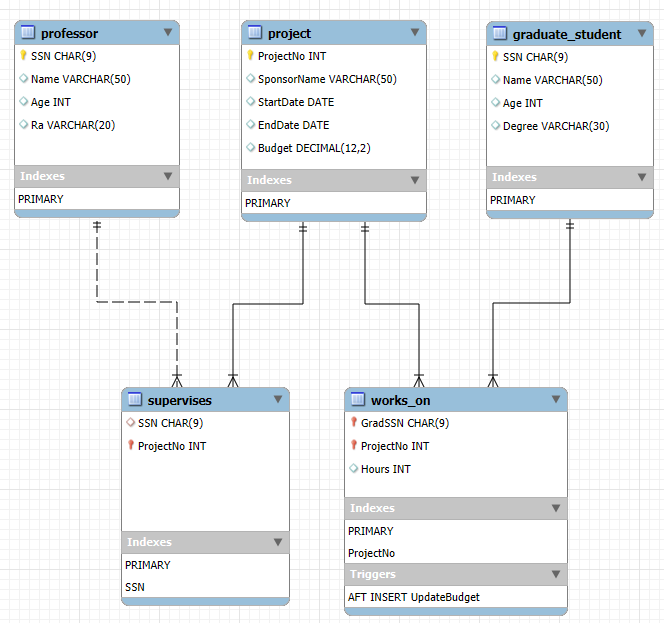 professor
SSN CHAR(9)
Name VARCHAR(50)
Age INT
Ra VARCHAR(20)
Indexes
PRIMARY
project
ProjectNo INT
SponsorName VARCHAR(50)
StartDate DATE
EndDate DATE
Budget DECIMAL(12,2)
Indexes
PRIMARY
graduate_student
SSN CHAR(9)
Name VARCHAR(50)
Age INT
Degree VARCHAR(30)
Indexes
PRIMARY
supervises
SSN CHAR(9)
ProjectNo INT
Indexes
PRIMARY
SSN
works_on
GradSSN CHAR(9)
ProjectNo INT
Hours INT
Indexes
PRIMARY
ProjectNo
Triggers
AFT INSERT UpdateBudget